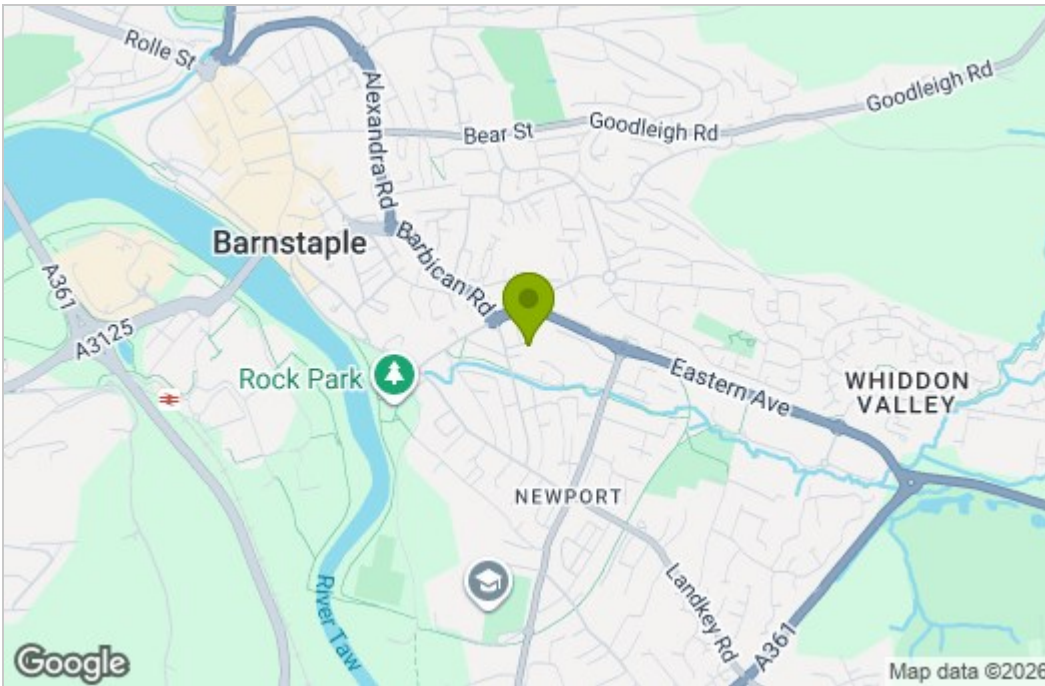 Rolle St
Alexandra Rd
Bear St
Goodleigh Rd
Goodleigh Rd
Barnstaple
Barbican Rd
A361
A3125
Rock Park
Eastern Ave
WHIDDON
VALLEY
NEWPORT
River Taw
Landkey Rd
A361
Google
Map data ©2026